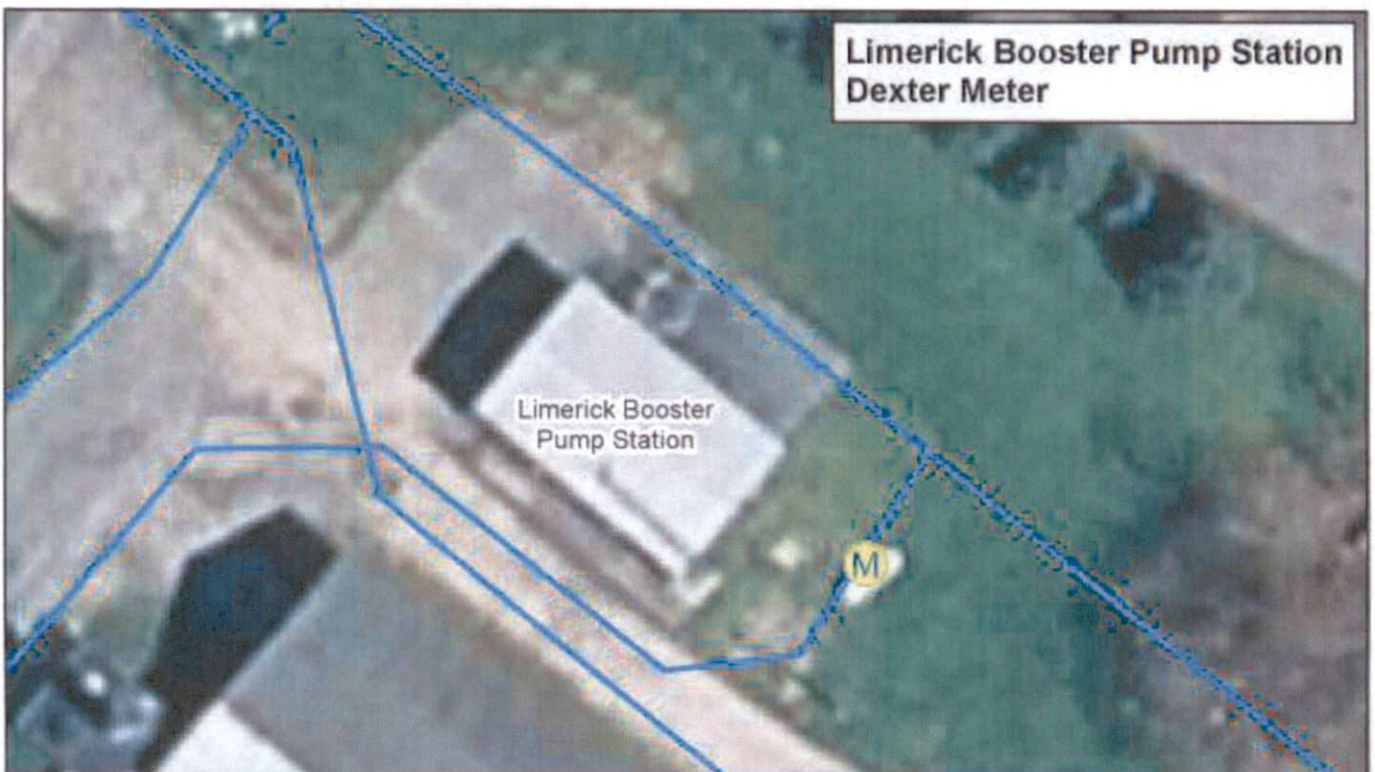 Limerick Booster Pump Station
Dexter Meter
Limerick Booster
Pump Station
M